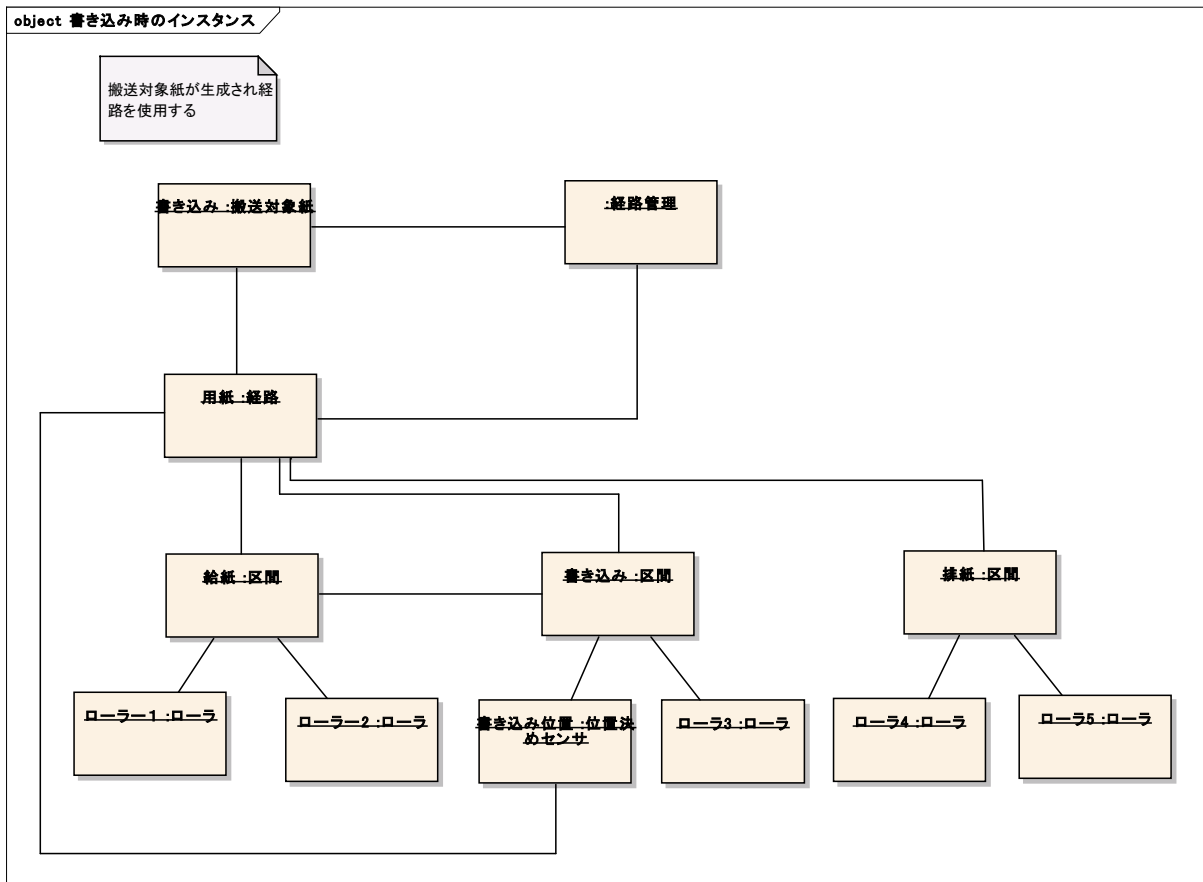 object 書き込み時のインスタンス
搬送対象紙が生成され経
路を使用する
書き込み :搬送対象紙
:経路管理
用紙 :経路
給紙 :区間
書き込み :区間
排紙 :区間
ローラー1 :ローラ
ローラー2 :ローラ
書き込み位置 :位置決
めセンサ
ローラ3 :ローラ
ローラ4 :ローラ
ローラ5 :ローラ